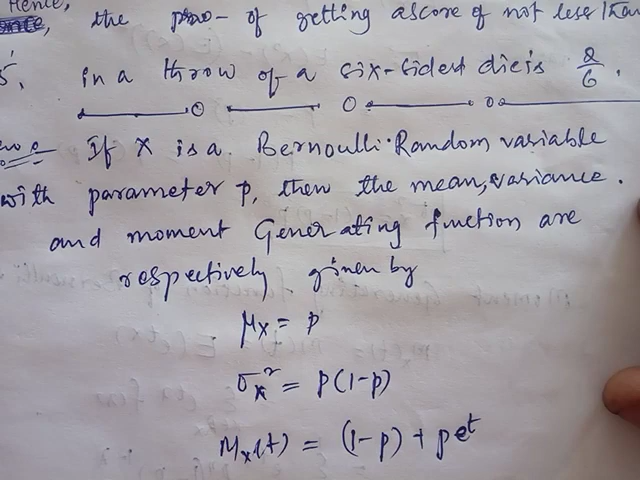 Hence, the pro- of getting a score of not less than
5, in a throw of a six-sided die is 2/6.
If X is a Bernoulli Random variable
with parameter p, then the mean, variance.
and moment Generating function are
respectively given by
μx = p
σx² = p(1-p)
Mx(t) = (1-p) + pe^t